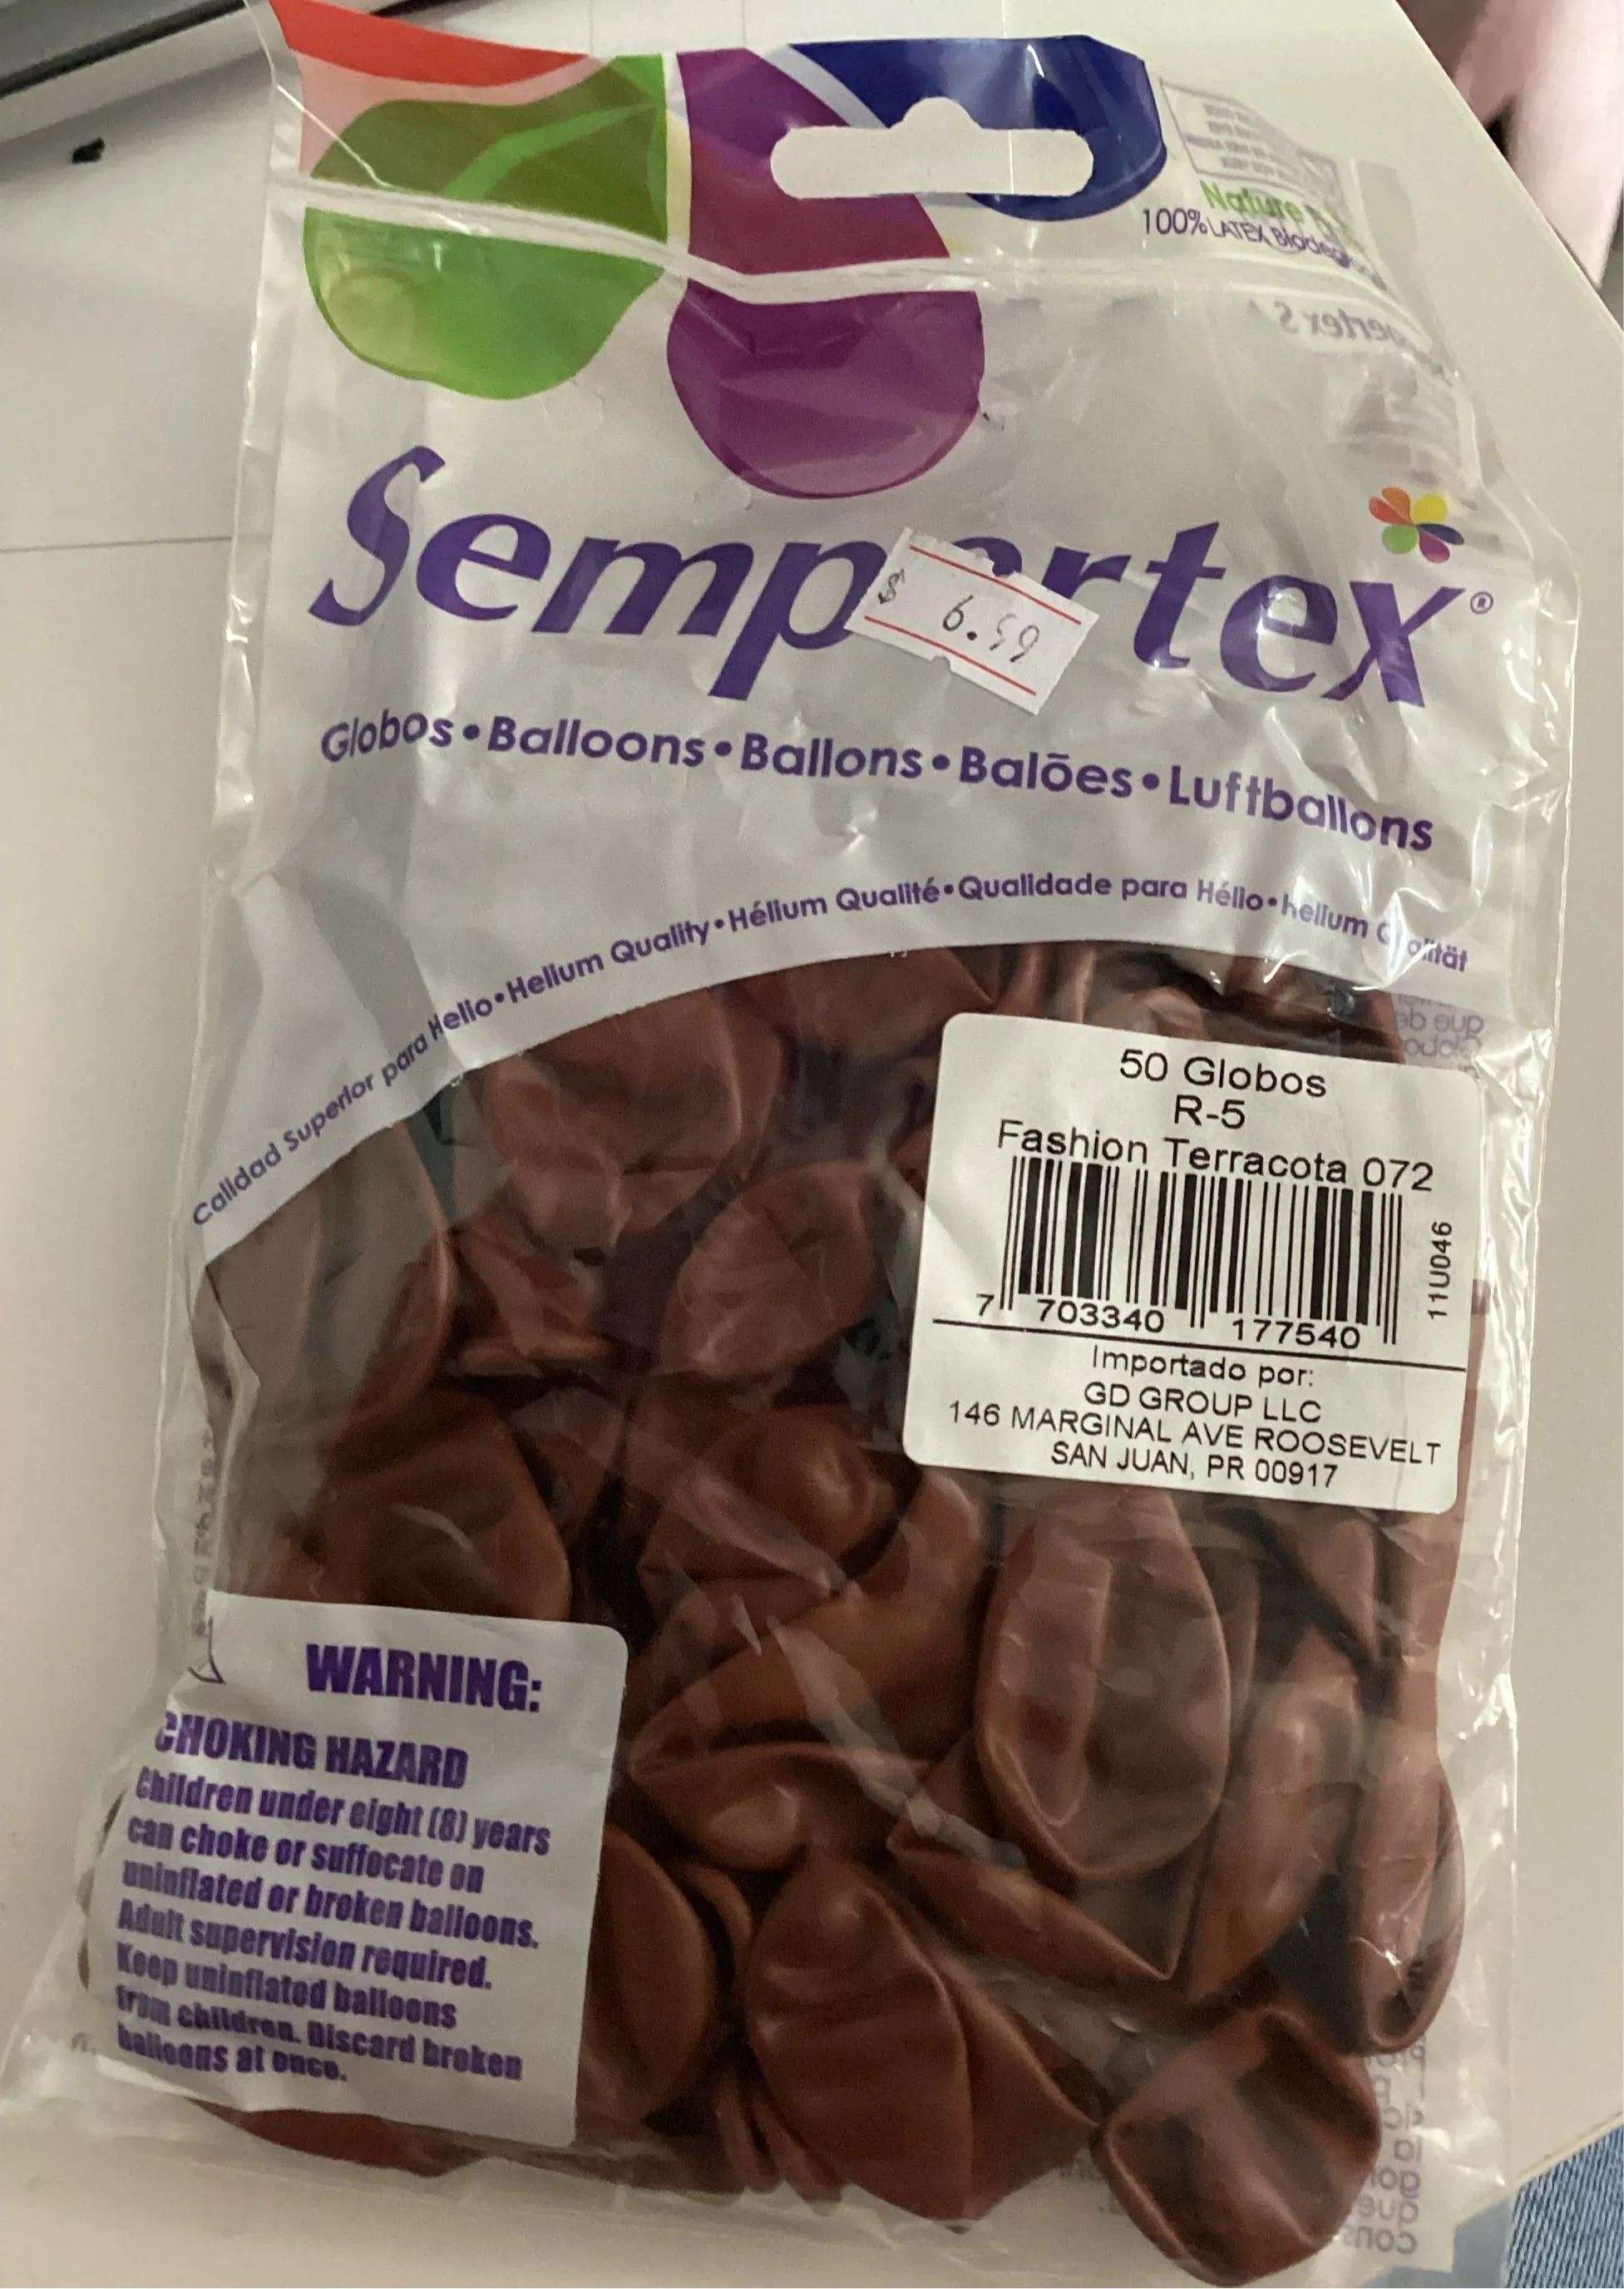 Nature
100% LATEX
Sempertex®
$ 6.59
Globos • Balloons • Ballons • Balões • Luftballons
Calidad Superior para Helio • Helium Quality • Hélium Qualité • Qualidade para Hélio • helium
50 Globos
R-5
Fashion Terracota 072
11U046
7 703340 177540
Importado por:
GD GROUP LLC
146 MARGINAL AVE ROOSEVELT
SAN JUAN, PR 00917
WARNING:
CHOKING HAZARD
Children under eight (8) years
can choke or suffocate on
uninflated or broken balloons.
Adult supervision required.
Keep uninflated balloons
from children. Discard broken
balloons at once.